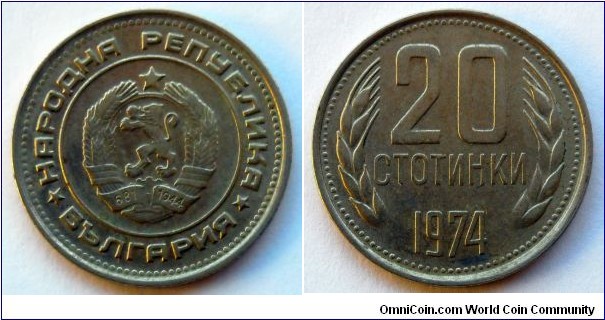 НАРОДНА РЕПУБЛИКА
БЪЛГАРИЯ
681 1944
20
СТОТИНКИ
1974
OmniCoin.com World Coin Community